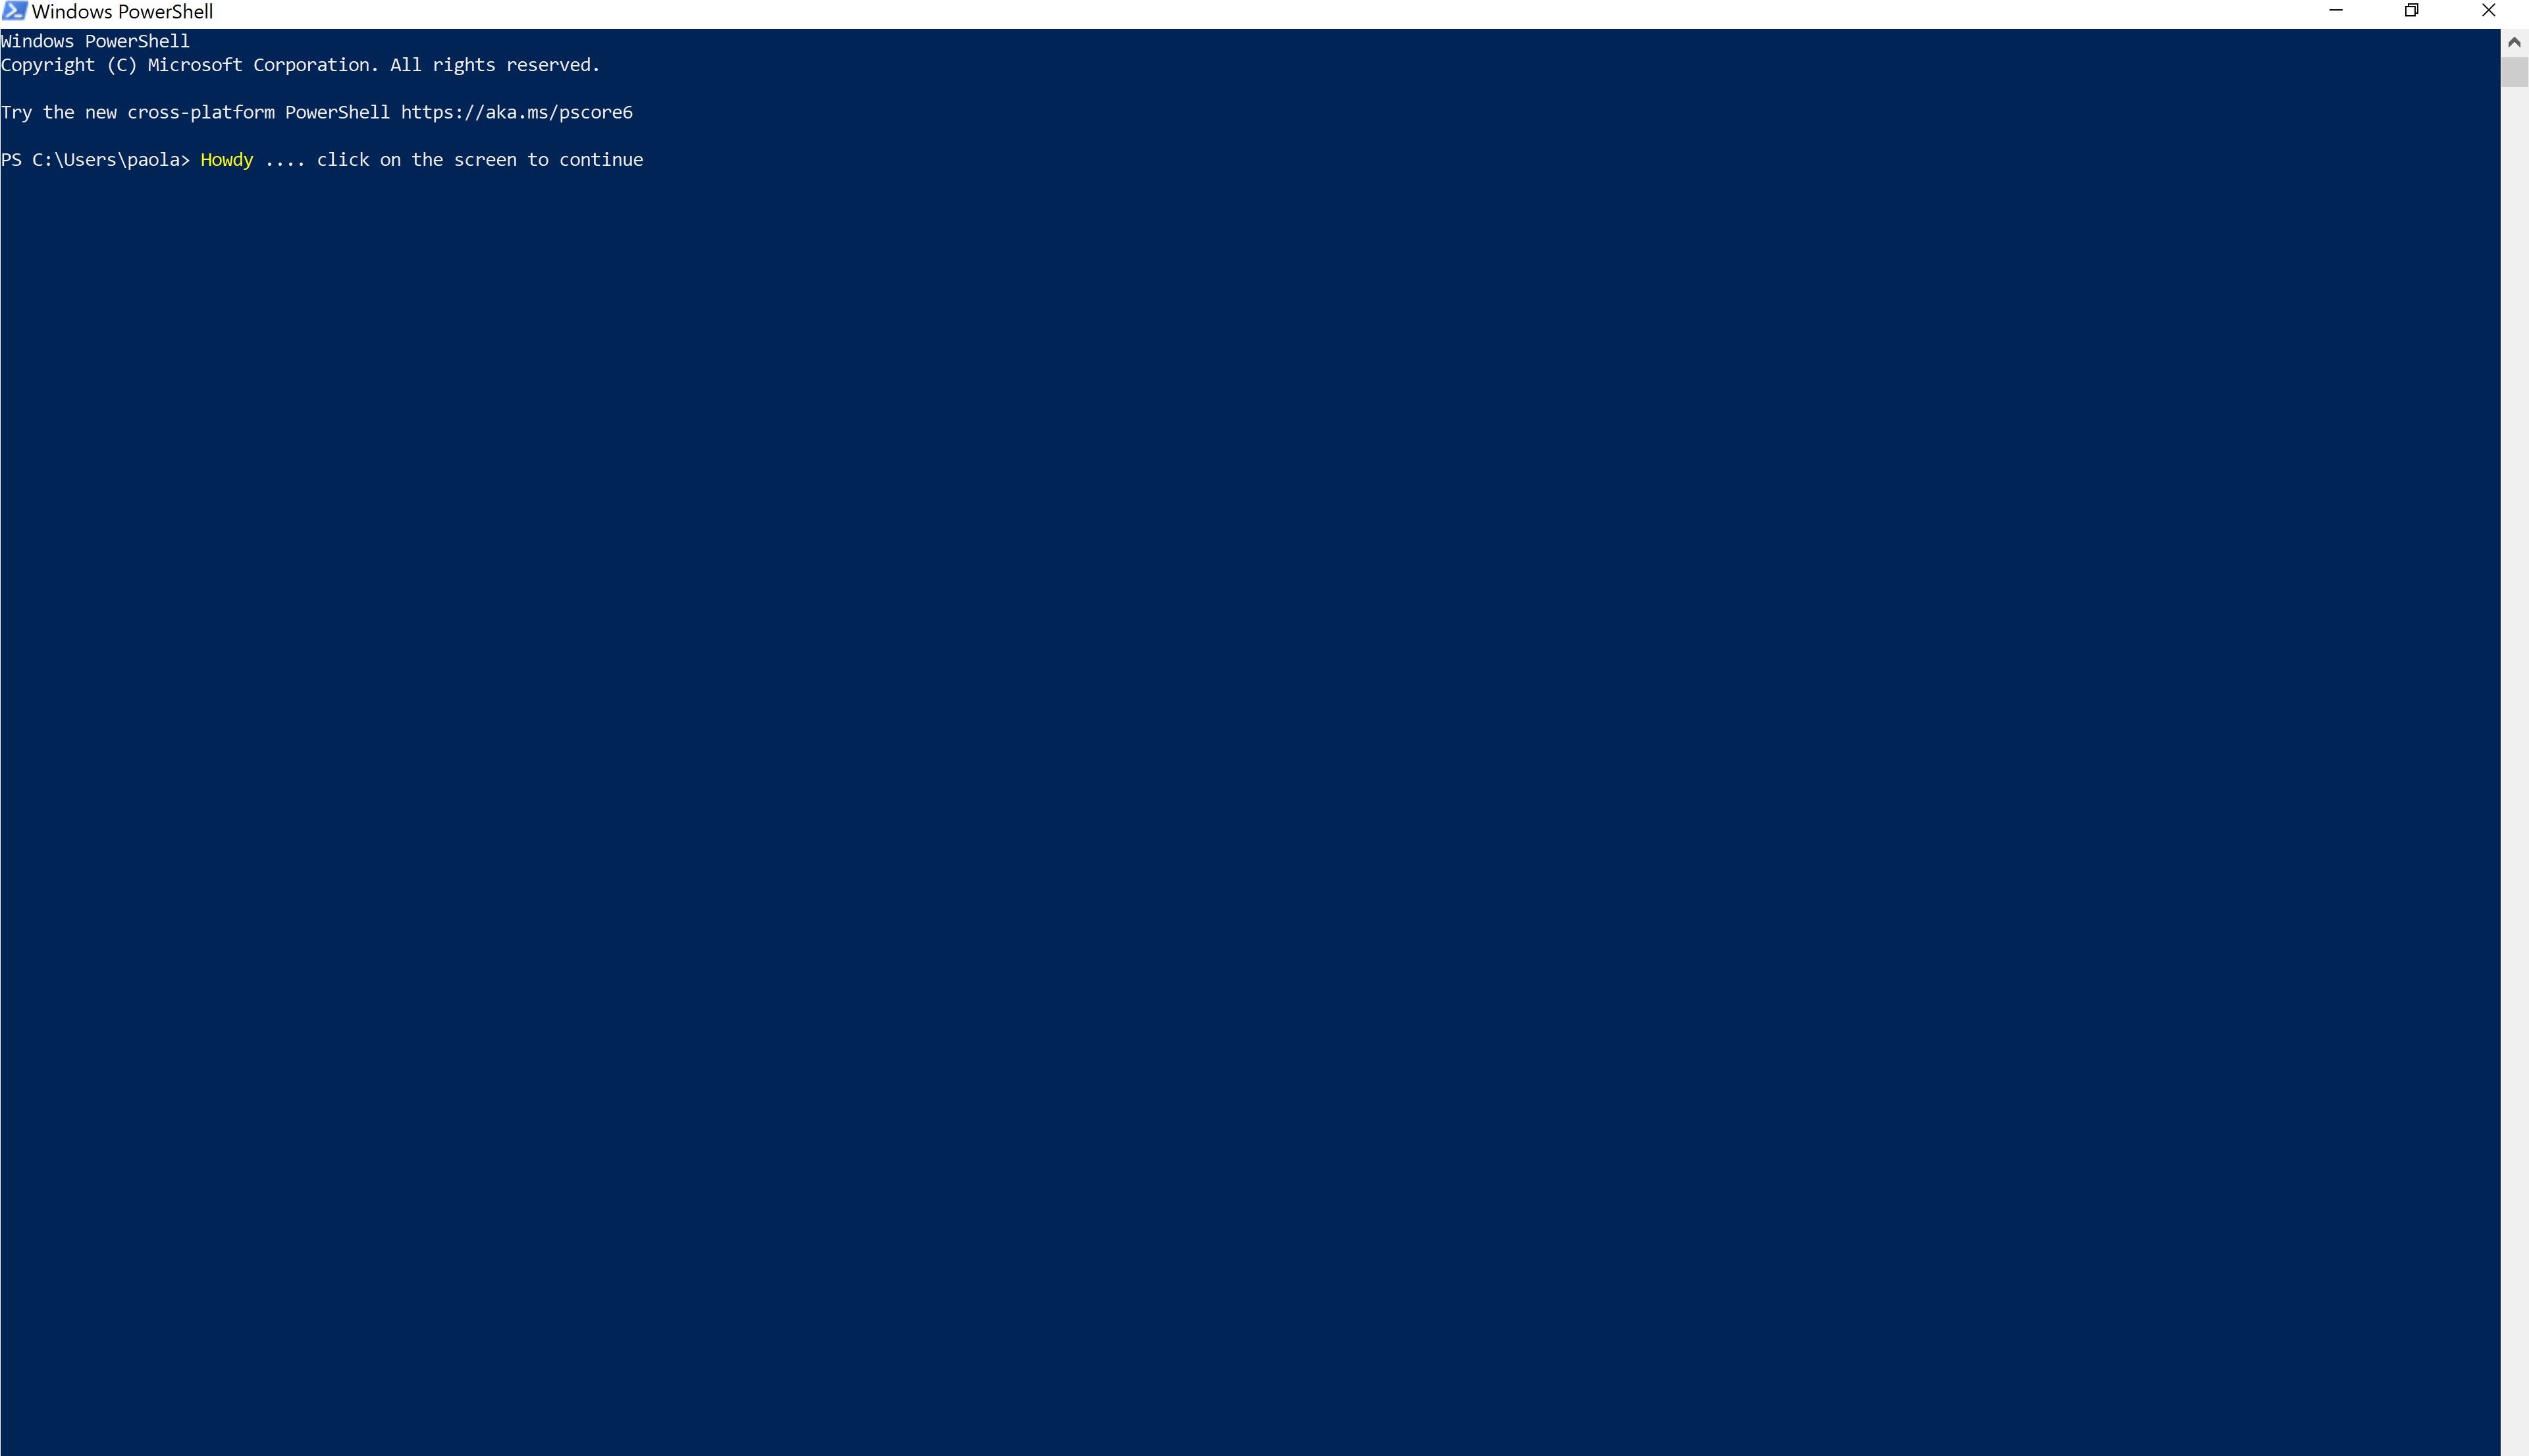 Windows PowerShell
Windows PowerShell
Copyright (C) Microsoft Corporation. All rights reserved.
Try the new cross-platform PowerShell https://aka.ms/pscore6
PS C:\Users\paola> Howdy .... click on the screen to continue